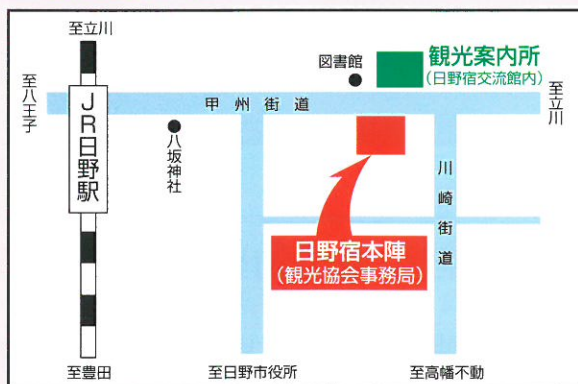 至立川
図書館
観光案内所
(日野宿交流館内)
至八王子
甲州街道
至立川
JR日野駅
八坂神社
川崎街道
日野宿本陣
(観光協会事務局)
至豊田
至日野市役所
至高幡不動